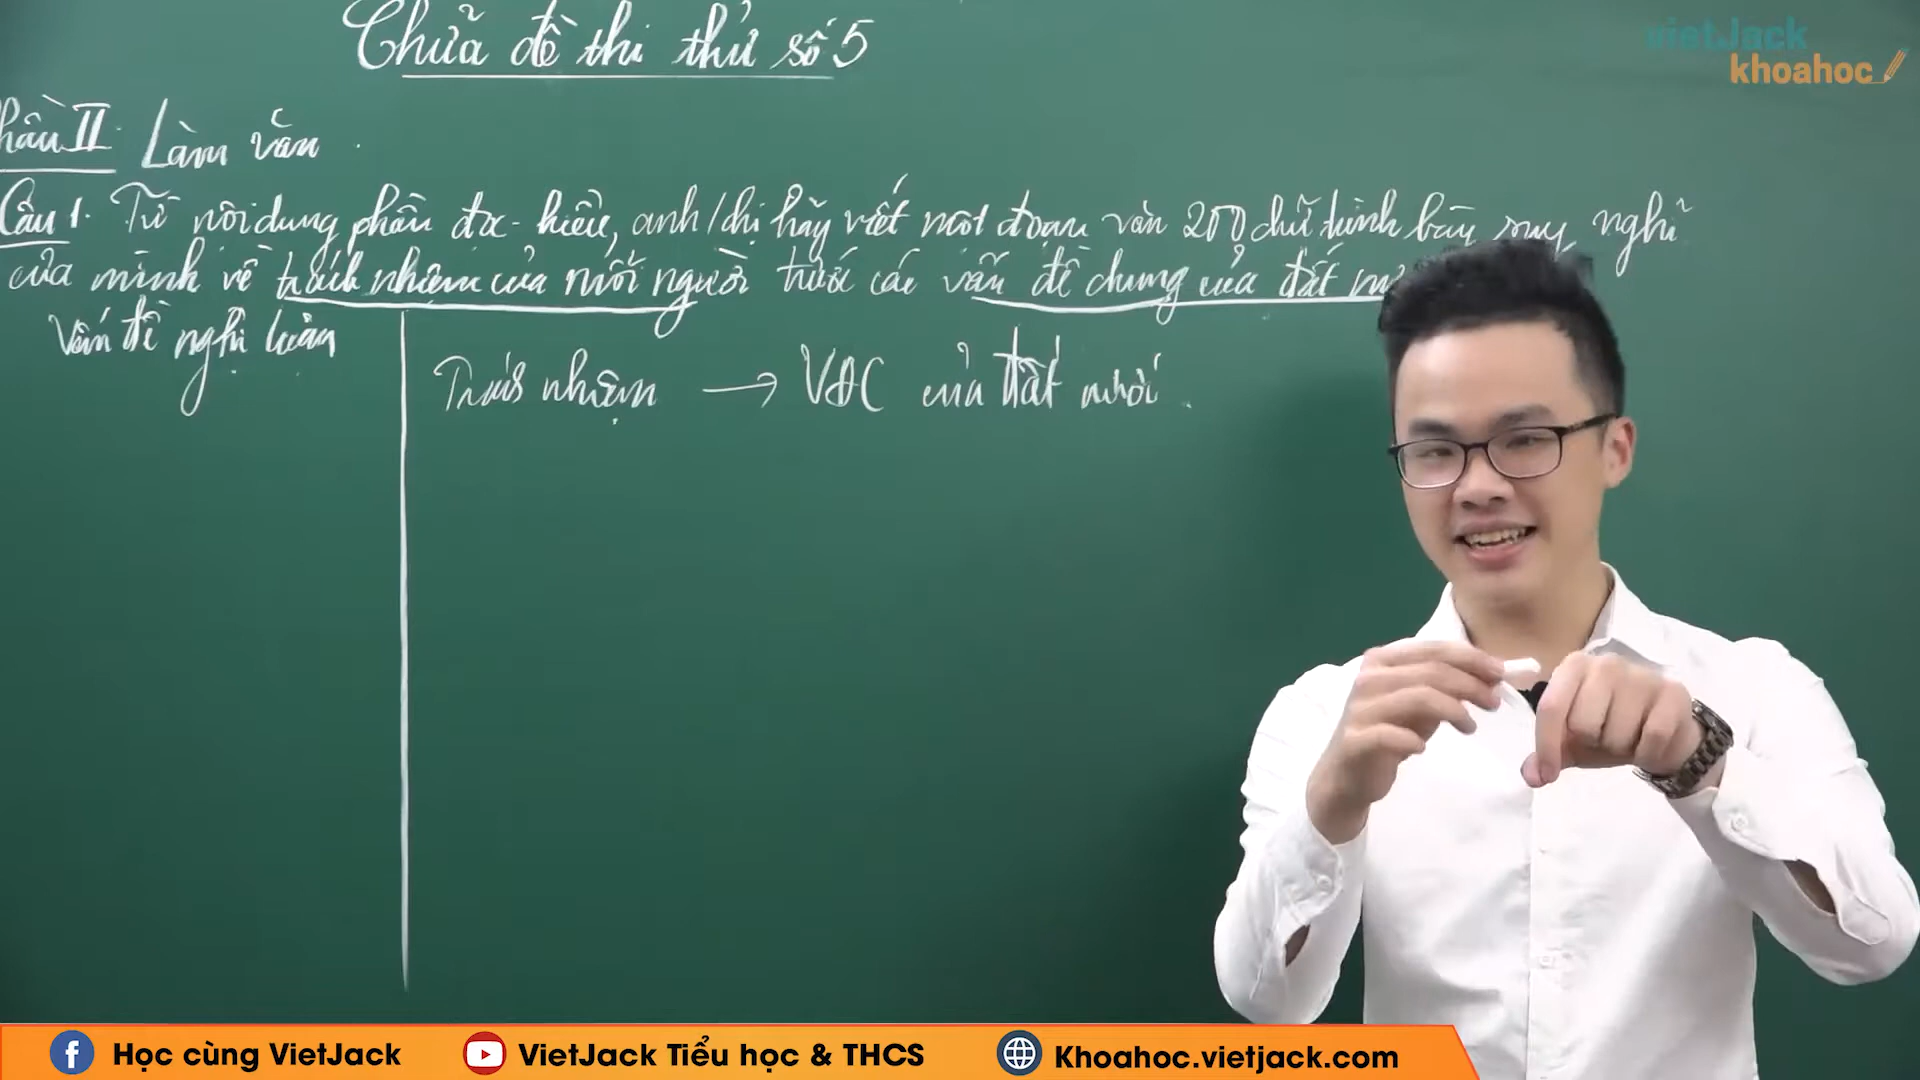 Chữa đề thi thử số 5
vietJack
khoahoc
Phần II. Làm văn.
Câu 1. Từ nội dung phần đọc - hiểu, anh/chị hãy viết một đoạn văn 200 chữ trình bày suy nghĩ
của mình về trách nhiệm của mỗi người trước các vấn đề chung của đất
Vấn đề nghị luận
Trách nhiệm → VĐC của Đất nước.
Học cùng VietJack
VietJack Tiểu học & THCS
Khoahoc.vietjack.com